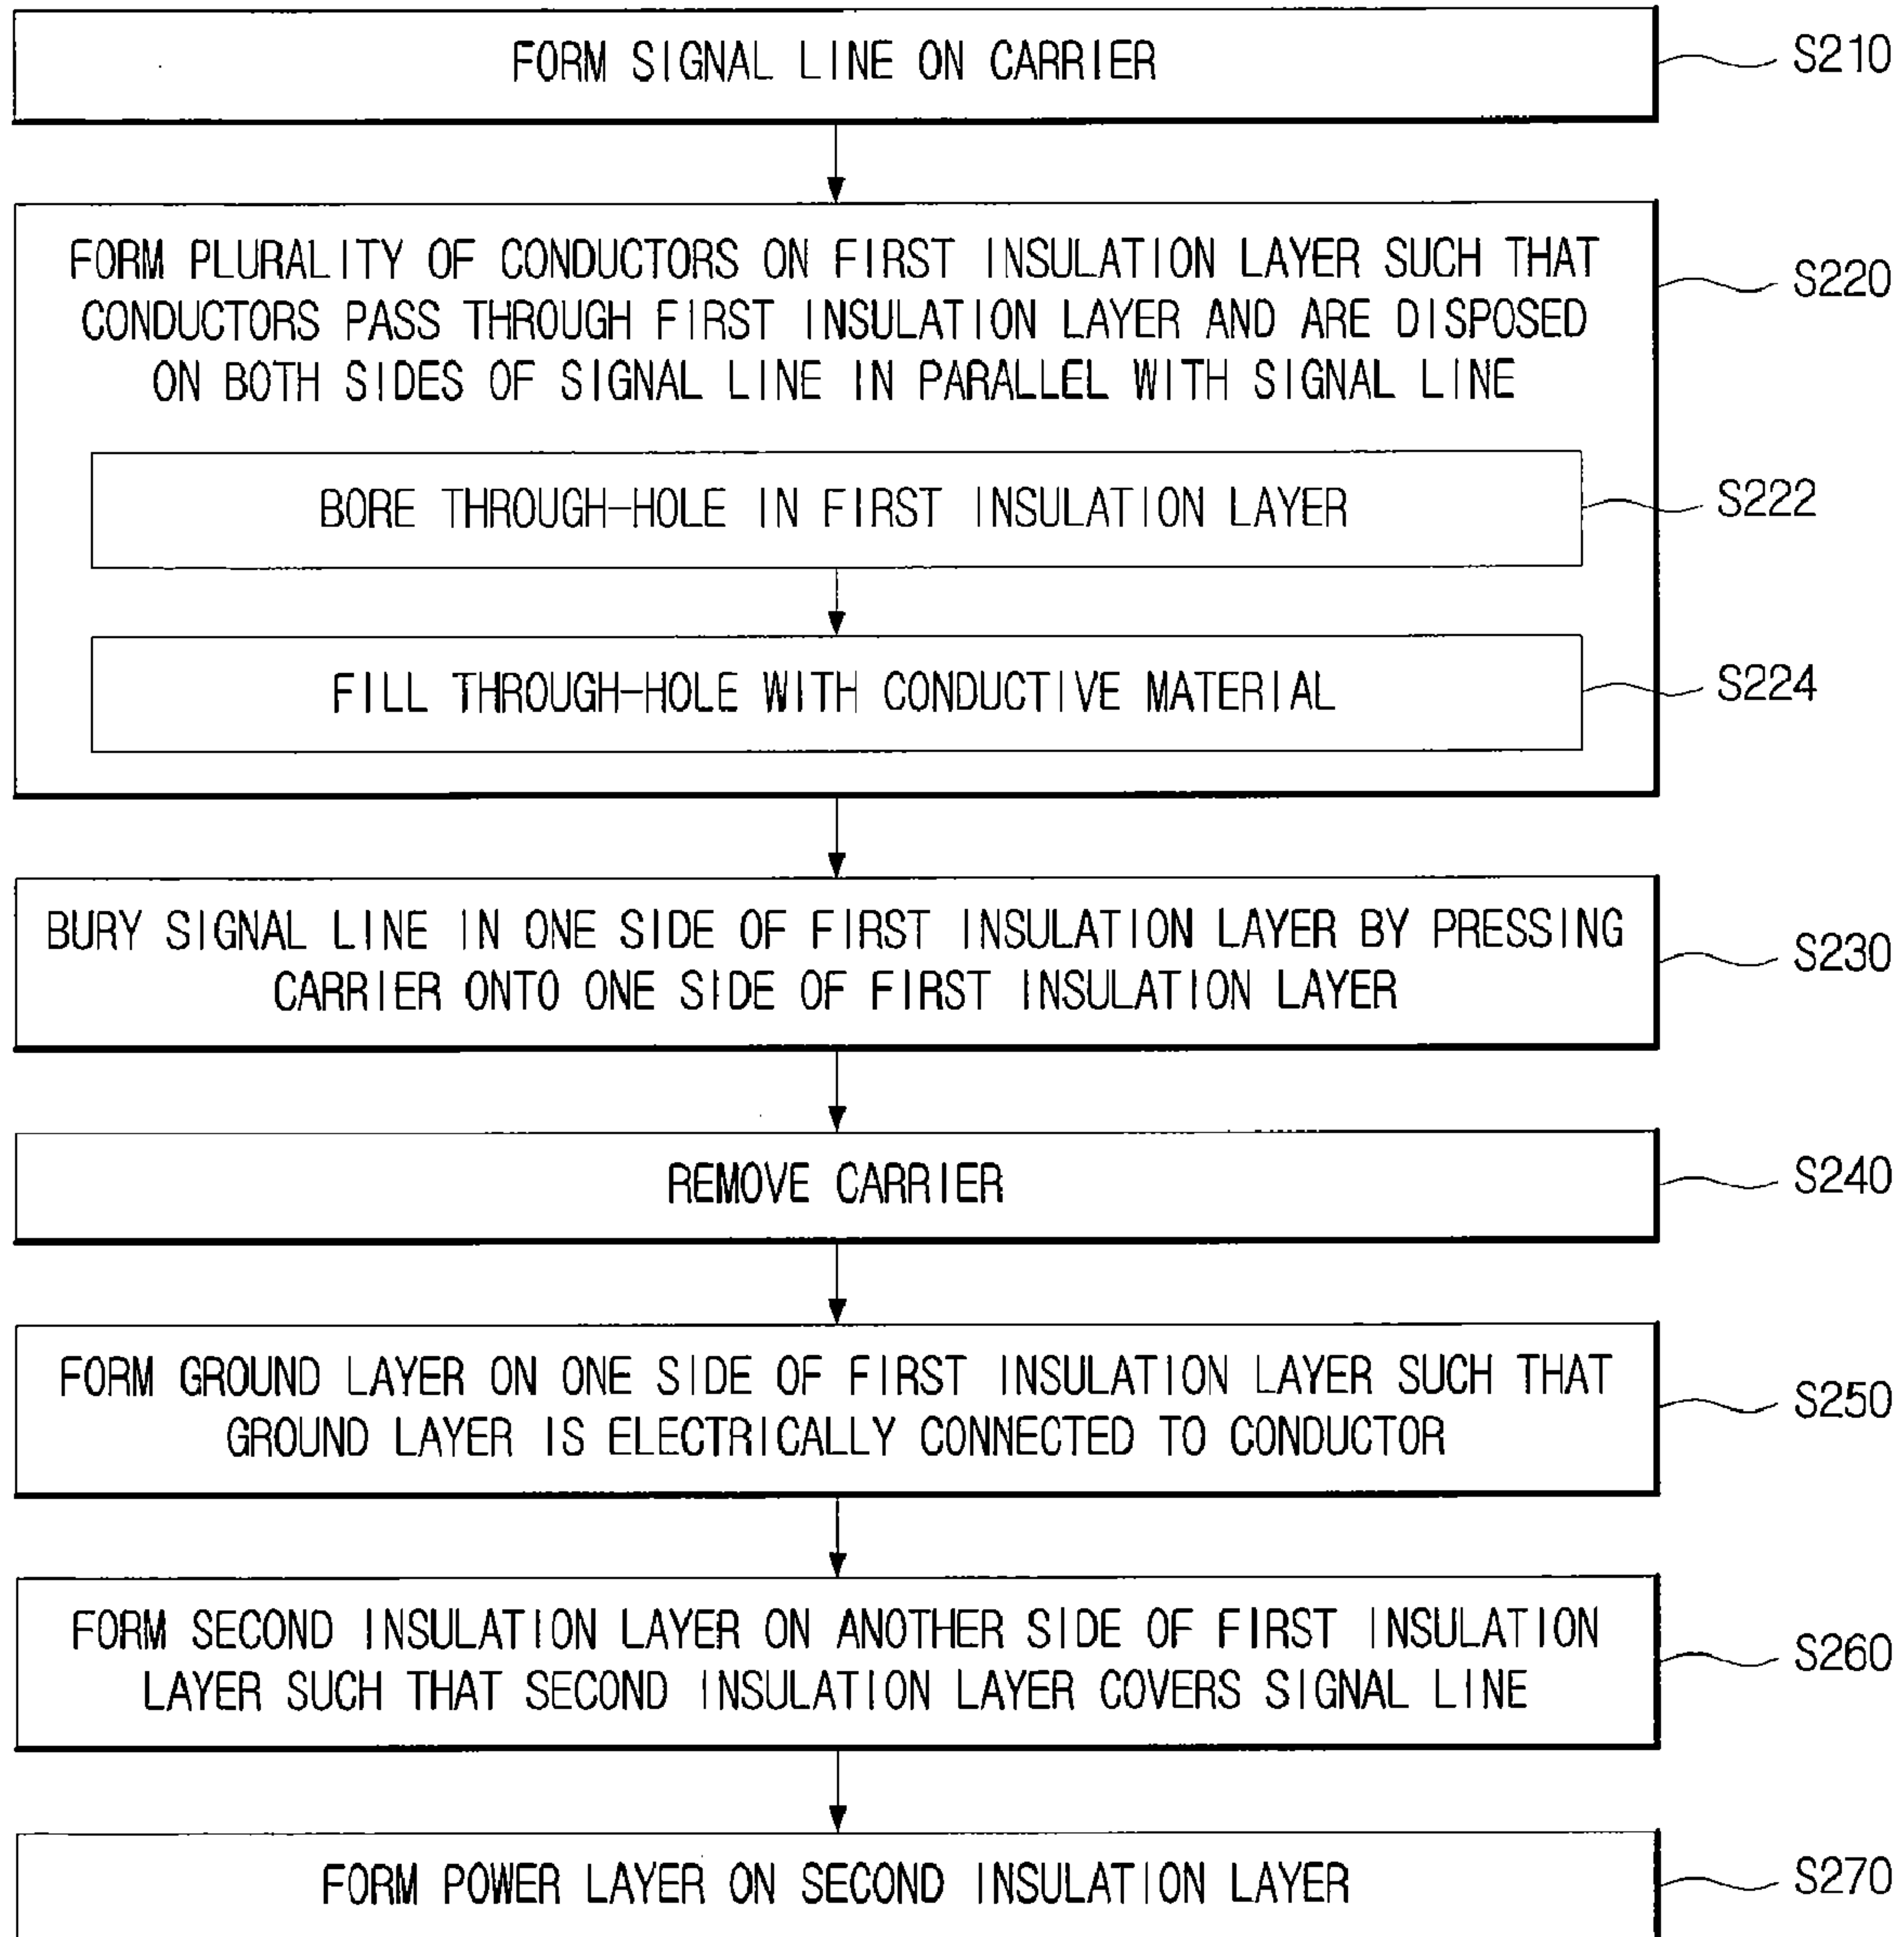 FORM SIGNAL LINE ON CARRIER
S210
FORM PLURALITY OF CONDUCTORS ON FIRST INSULATION LAYER SUCH THAT
CONDUCTORS PASS THROUGH FIRST INSULATION LAYER AND ARE DISPOSED
ON BOTH SIDES OF SIGNAL LINE IN PARALLEL WITH SIGNAL LINE
S220
BORE THROUGH-HOLE IN FIRST INSULATION LAYER
S222
FILL THROUGH-HOLE WITH CONDUCTIVE MATERIAL
S224
BURY SIGNAL LINE IN ONE SIDE OF FIRST INSULATION LAYER BY PRESSING
CARRIER ONTO ONE SIDE OF FIRST INSULATION LAYER
S230
REMOVE CARRIER
S240
FORM GROUND LAYER ON ONE SIDE OF FIRST INSULATION LAYER SUCH THAT
GROUND LAYER IS ELECTRICALLY CONNECTED TO CONDUCTOR
S250
FORM SECOND INSULATION LAYER ON ANOTHER SIDE OF FIRST INSULATION
LAYER SUCH THAT SECOND INSULATION LAYER COVERS SIGNAL LINE
S260
FORM POWER LAYER ON SECOND INSULATION LAYER
S270